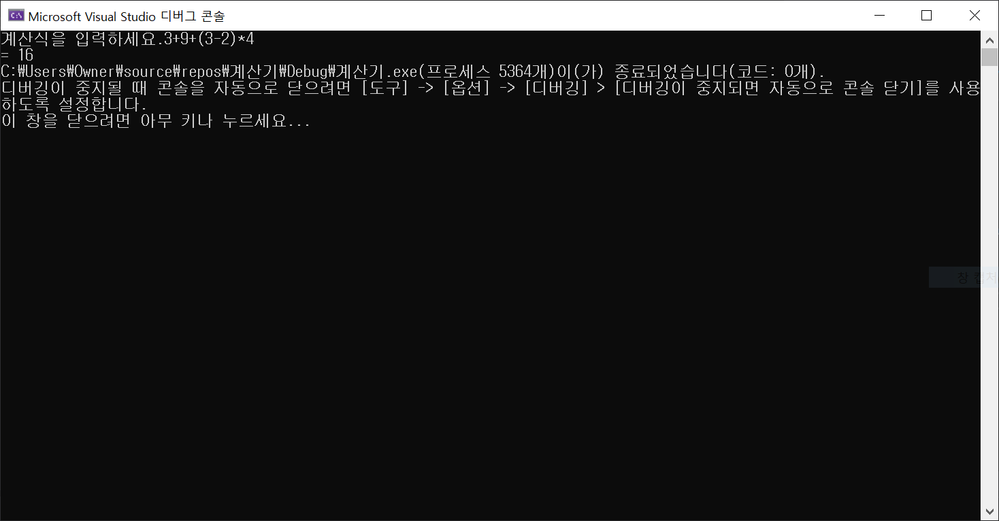 Microsoft Visual Studio 디버그 콘솔
계산식을 입력하세요.3+9+(3-2)*4
= 16
C:₩Users₩Owner₩source₩repos₩계산기₩Debug₩계산기.exe(프로세스 5364개)이(가) 종료되었습니다(코드: 0개).
디버깅이 중지될 때 콘솔을 자동으로 닫으려면 [도구] -> [옵션] -> [디버깅] > [디버깅이 중지되면 자동으로 콘솔 닫기]를 사용
하도록 설정합니다.
이 창을 닫으려면 아무 키나 누르세요...
창 캡처